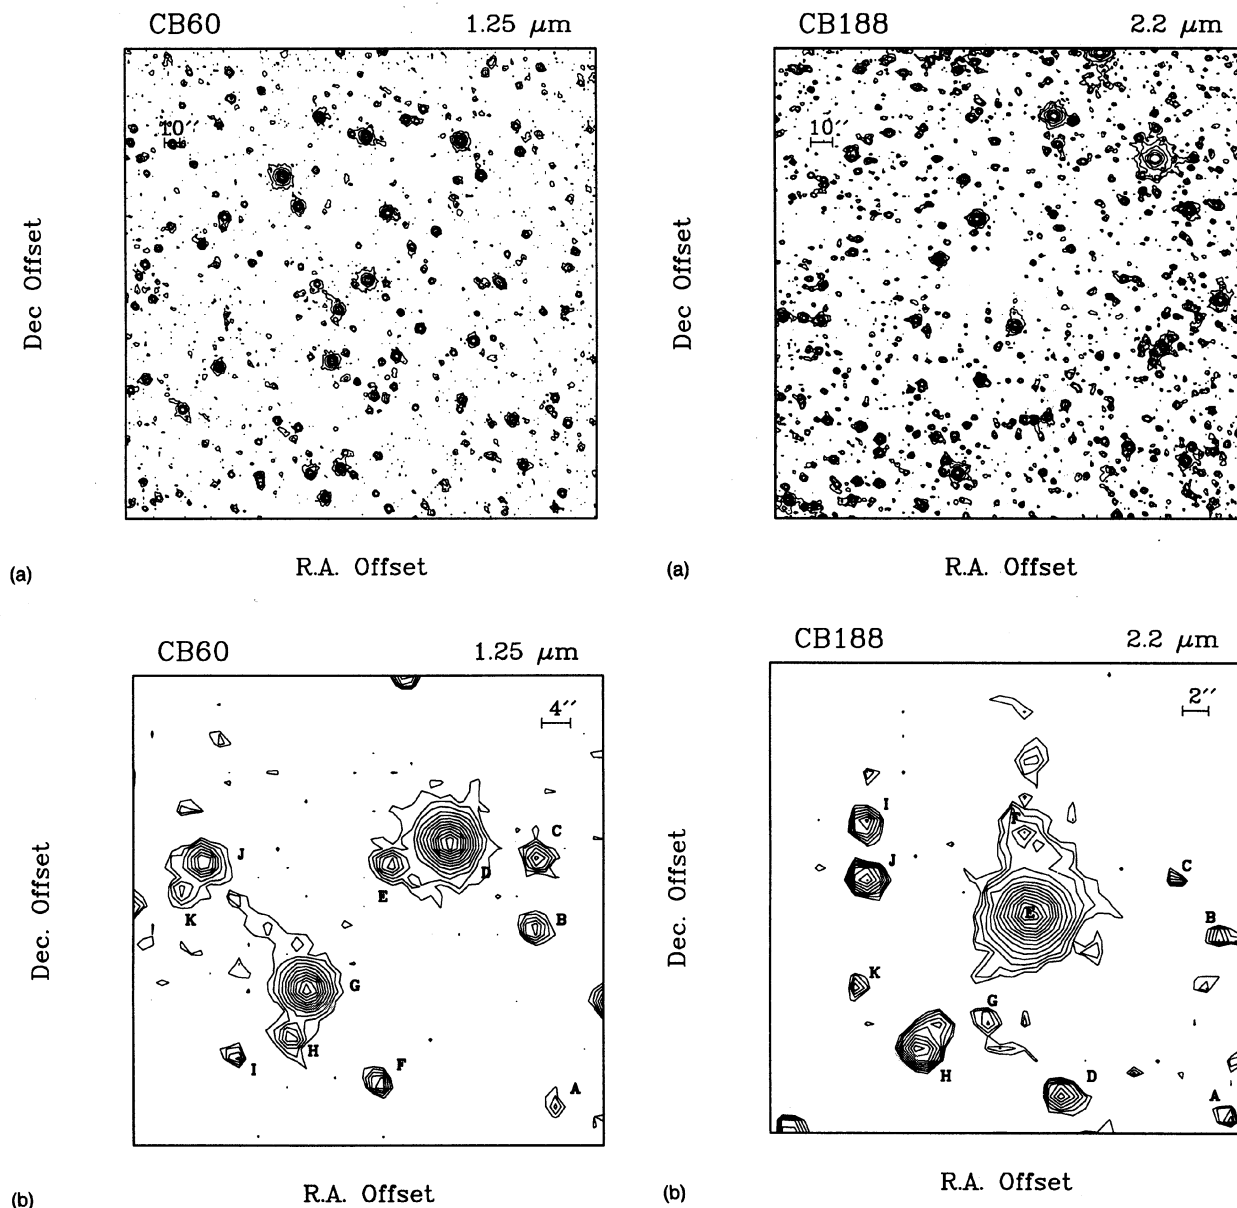 CB60 1.25 μm
10′′
Dec Offset
R.A. Offset
(a)
CB188 2.2 μm
10′′
Dec Offset
R.A. Offset
(a)
CB60 1.25 μm
4′′
C
J
D
E
K
B
G
H
I
F
A
Dec. Offset
R.A. Offset
(b)
CB188 2.2 μm
2′′
I
F
J
C
E
B
K
G
H
D
A
Dec. Offset
R.A. Offset
(b)